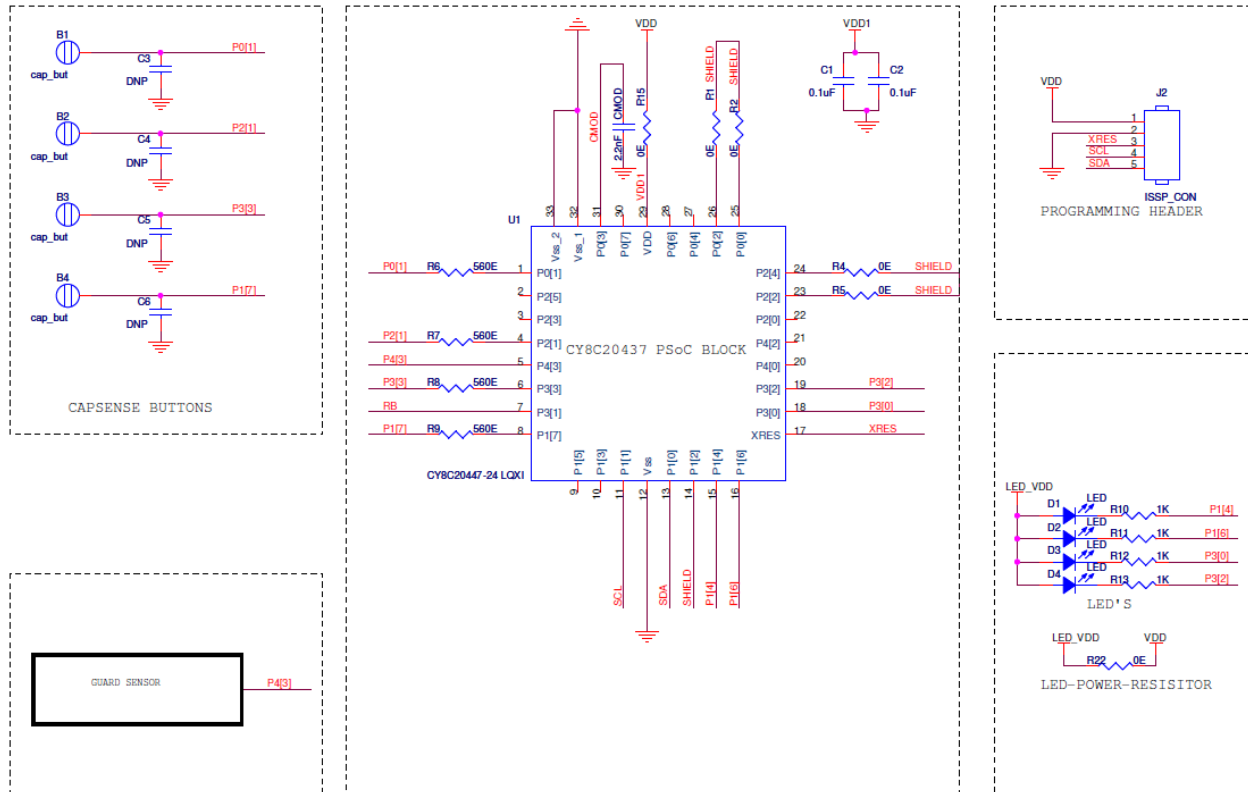 B1
cap_but
P0[1]
C3
DNP
B2
cap_but
P2[1]
C4
DNP
B3
cap_but
P3[3]
C5
DNP
B4
cap_but
P1[7]
C6
DNP
CAPSENSE BUTTONS
GUARD SENSOR
P4[3]
VDD
VDD1
C1
0.1uF
C2
0.1uF
CMOD
CMOD
2.2nF
R15
0E
VDD1
SHIELD
R1
0E
SHIELD
R2
0E
U1
33
32
31
30
29
28
27
26
25
Vss_2
Vss_1
P0[3]
P0[7]
VDD
P0[6]
P0[4]
P0[2]
P0[0]
P0[1] R6 560E 1 P0[1]
2 P2[5]
3 P2[3]
P2[1] R7 560E 4 P2[1]
P4[3] 5 P4[3]
P3[3] R8 560E 6 P3[3]
RB 7 P3[1]
P1[7] R9 560E 8 P1[7]
CY8C20437 PSoC BLOCK
P2[4] 24 R4 0E SHIELD
P2[2] 23 R5 0E SHIELD
P2[0] 22
P4[2] 21
P4[0] 20
P3[2] 19 P3[2]
P3[0] 18 P3[0]
XRES 17 XRES
P1[5]
P1[3]
P1[1]
Vss
P1[0]
P1[2]
P1[4]
P1[6]
CY8C20447-24 LQXI
9
10
11
12
13
14
15
16
SCL
SDA
SHIELD
P1[4]
P1[6]
VDD
J2
1
2
XRES 3
SCL 4
SDA 5
ISSP_CON
PROGRAMMING HEADER
LED_VDD
D1 LED R10 1K P1[4]
D2 LED R11 1K P1[6]
D3 LED R12 1K P3[0]
D4 LED R13 1K P3[2]
LED'S
LED_VDD VDD
R22 0E
LED-POWER-RESISITOR